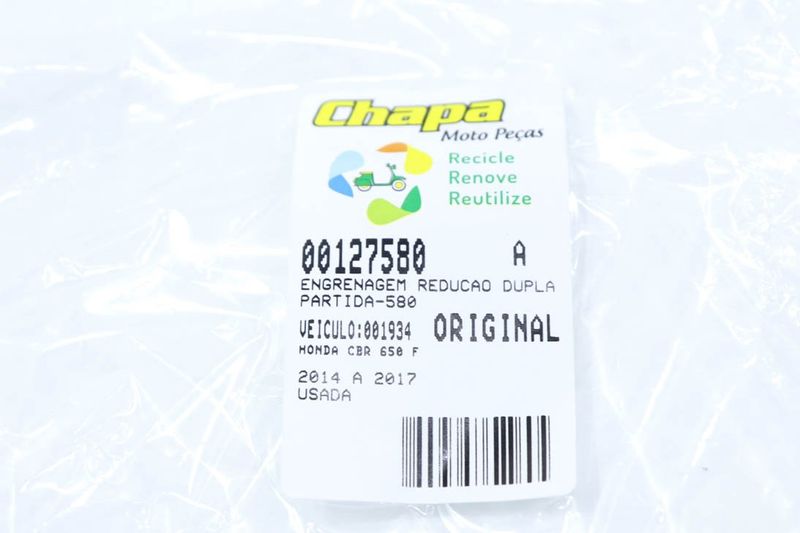 Chapa
Moto Peças
Recicle
Renove
Reutilize
00127580 A
ENGRENAGEM REDUCAO DUPLA
PARTIDA-580
VEICULO:001934 ORIGINAL
HONDA CBR 650 F
2014 A 2017
USADA